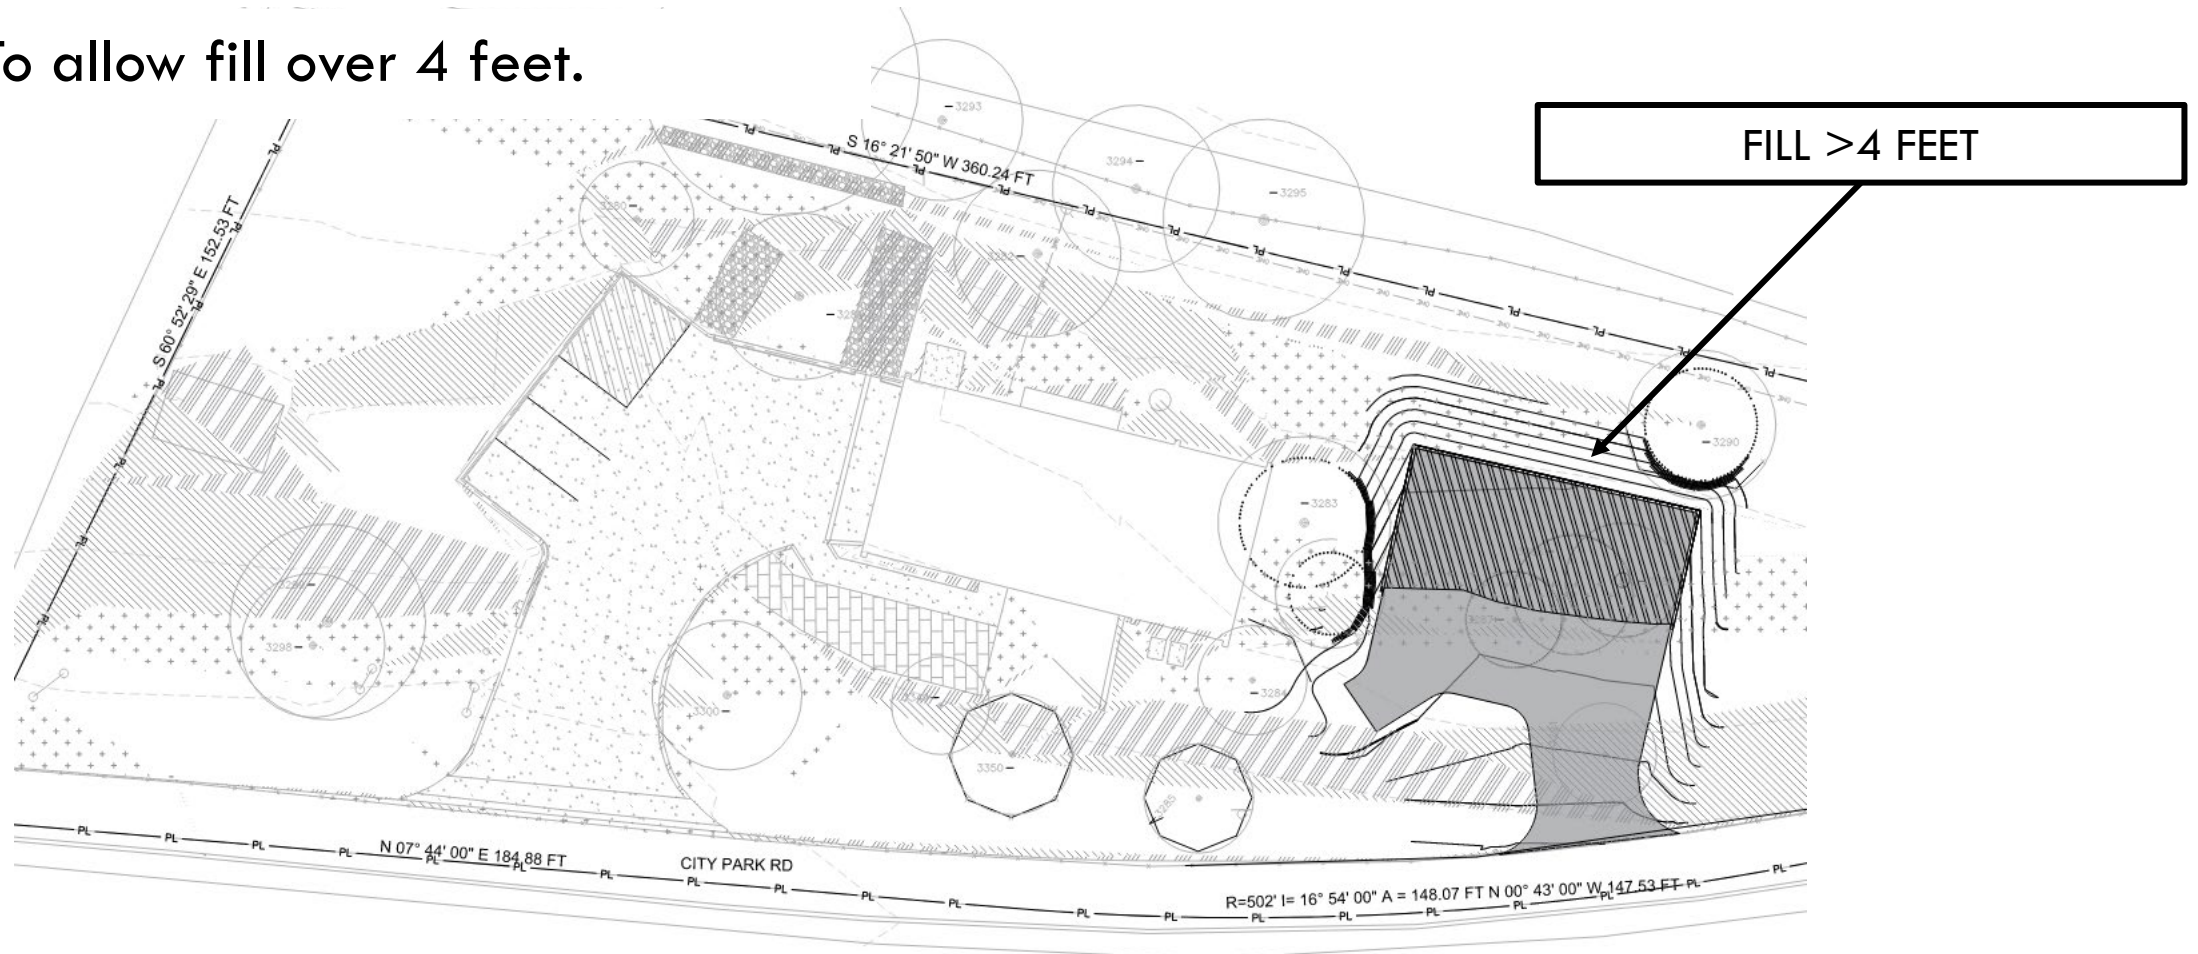 o allow fill over 4 feet.
FILL >4 FEET
3293
S 16° 21' 50" W 360.24 FT
3294
3295
S 60° 52' 29" E 152.53 FT
3290
3283
3298
3284
3300
3350
3285
N 07° 44' 00" E 184.88 FT
CITY PARK RD
R=502' I= 16° 54' 00" A = 148.07 FT N 00° 43' 00" W 147.53 FT
PL